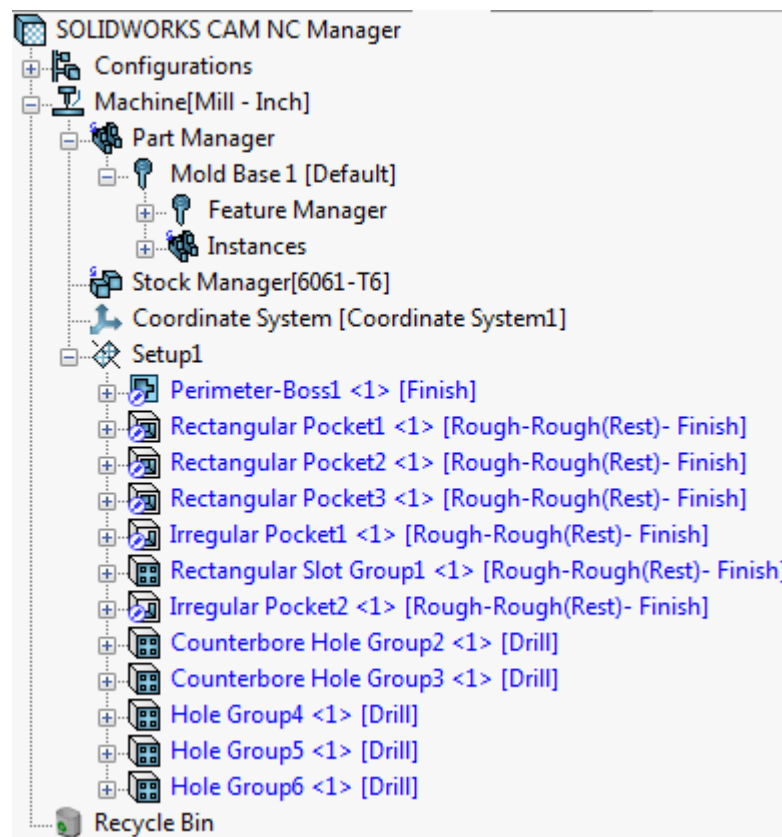 SOLIDWORKS CAM NC Manager
Configurations
Machine[Mill - Inch]
Part Manager
Mold Base 1 [Default]
Feature Manager
Instances
Stock Manager[6061-T6]
Coordinate System [Coordinate System1]
Setup1
Perimeter-Boss1 <1> [Finish]
Rectangular Pocket1 <1> [Rough-Rough(Rest)- Finish]
Rectangular Pocket2 <1> [Rough-Rough(Rest)- Finish]
Rectangular Pocket3 <1> [Rough-Rough(Rest)- Finish]
Irregular Pocket1 <1> [Rough-Rough(Rest)- Finish]
Rectangular Slot Group1 <1> [Rough-Rough(Rest)- Finish]
Irregular Pocket2 <1> [Rough-Rough(Rest)- Finish]
Counterbore Hole Group2 <1> [Drill]
Counterbore Hole Group3 <1> [Drill]
Hole Group4 <1> [Drill]
Hole Group5 <1> [Drill]
Hole Group6 <1> [Drill]
Recycle Bin